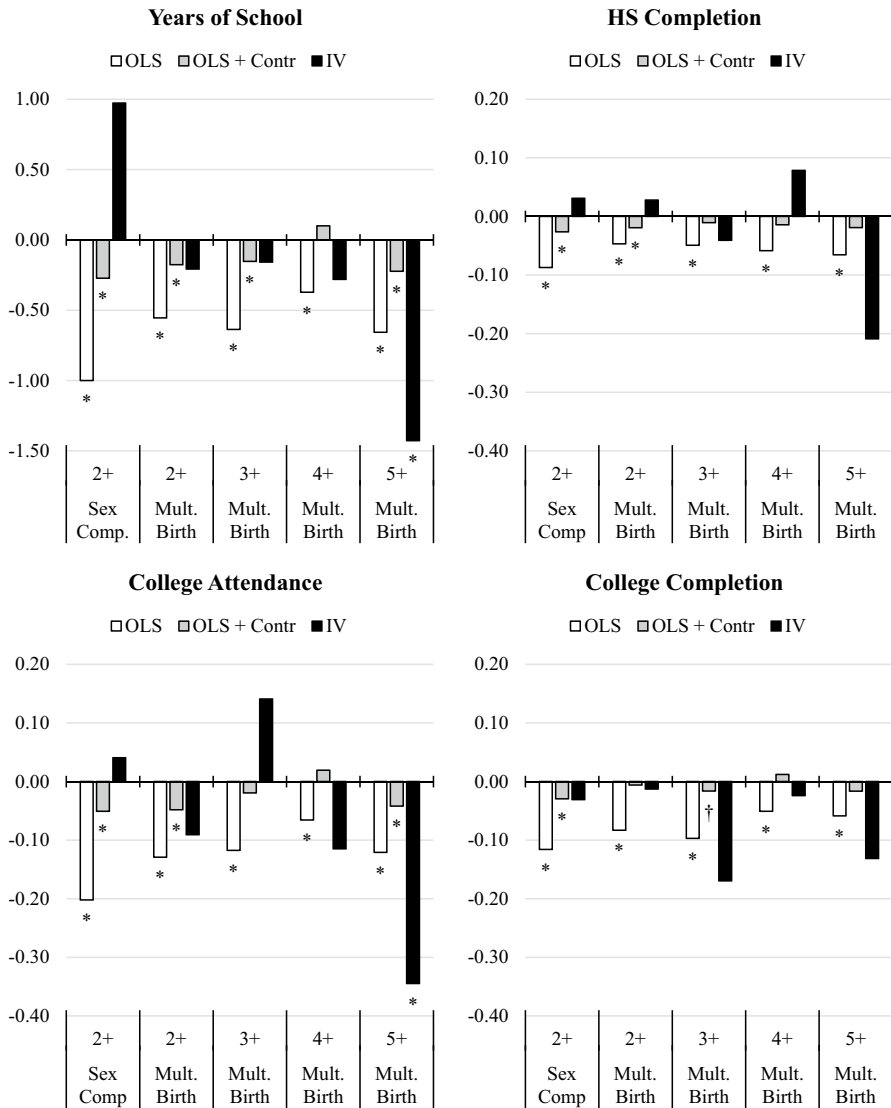 Years of School
OLS OLS + Contr IV
1.00
0.50
0.00
-0.50
-1.00
-1.50
* * * * * * * * * *
2+ 2+ 3+ 4+ 5+
Sex Mult. Mult. Mult. Mult.
Comp. Birth Birth Birth Birth
HS Completion
OLS OLS + Contr IV
0.20
0.10
0.00
-0.10
-0.20
-0.30
-0.40
* * * * * * *
2+ 2+ 3+ 4+ 5+
Sex Mult. Mult. Mult. Mult.
Comp Birth Birth Birth Birth
College Attendance
OLS OLS + Contr IV
0.20
0.10
0.00
-0.10
-0.20
-0.30
-0.40
* * * * * * * * *
2+ 2+ 3+ 4+ 5+
Sex Mult. Mult. Mult. Mult.
Comp Birth Birth Birth Birth
College Completion
OLS OLS + Contr IV
0.20
0.10
0.00
-0.10
-0.20
-0.30
-0.40
* * * * † * *
2+ 2+ 3+ 4+ 5+
Sex Mult. Mult. Mult. Mult.
Comp Birth Birth Birth Birth